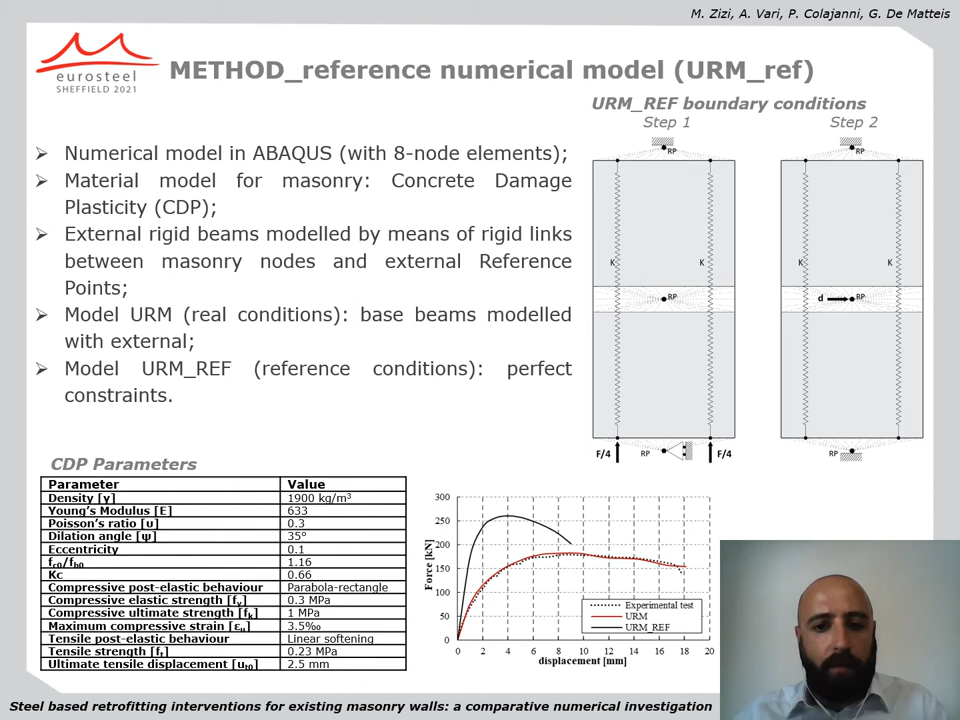 M. Zizi, A. Vari, P. Colajanni, G. De Matteis
eurosteel
SHEFFIELD 2021
METHOD_reference numerical model (URM_ref)
URM_REF boundary conditions
Step 1
Step 2
Numerical model in ABAQUS (with 8-node elements);
Material model for masonry: Concrete Damage
Plasticity (CDP);
External rigid beams modelled by means of rigid links
between masonry nodes and external Reference
Points;
Model URM (real conditions): base beams modelled
with external;
Model URM_REF (reference conditions): perfect
constraints.
RP
K
K
RP
F/4
RP
F/4
RP
K
K
d
RP
RP
CDP Parameters
Parameter Value
Density [γ] 1900 kg/m³
Young's Modulus [E] 633
Poisson's ratio [υ] 0.3
Dilation angle [ψ] 35°
Eccentricity 0.1
fc0/fb0 1.16
Kc 0.66
Compressive post-elastic behaviour Parabola-rectangle
Compressive elastic strength [fy] 0.3 MPa
Compressive ultimate strength [fk] 1 MPa
Maximum compressive strain [εu] 3.5‰
Tensile post-elastic behaviour Linear softening
Tensile strength [ft] 0.23 MPa
Ultimate tensile displacement [ut0] 2.5 mm
Force [kN]
300
250
200
150
100
50
0
Experimental test
URM
URM_REF
0 2 4 6 8 10 12 14 16 18 20
displacement [mm]
Steel based retrofitting interventions for existing masonry walls: a comparative numerical investigation